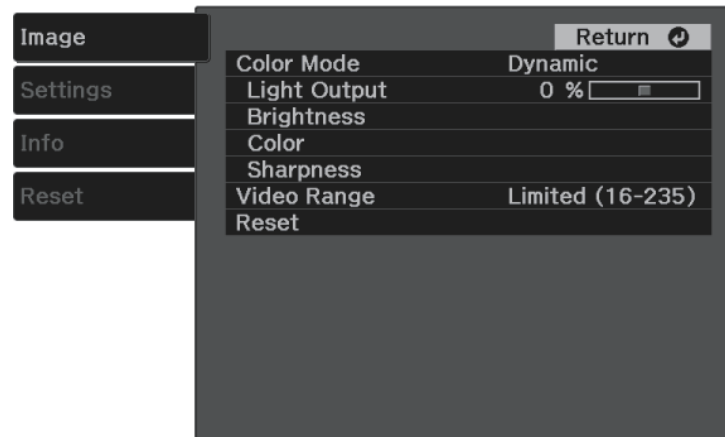 Image
Settings
Info
Reset
Return
Color Mode Dynamic
Light Output 0 %
Brightness
Color
Sharpness
Video Range Limited (16-235)
Reset